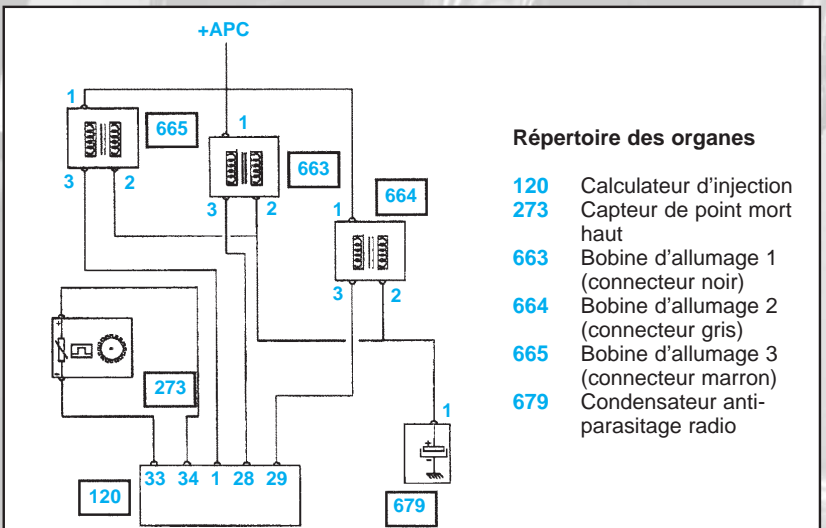 +APC
1
665
1
663
3
2
664
1
3
2
3
2
+
-
273
1
33 34 1 28 29
120
+
-
679
Répertoire des organes
120 Calculateur d'injection
273 Capteur de point mort
haut
663 Bobine d'allumage 1
(connecteur noir)
664 Bobine d'allumage 2
(connecteur gris)
665 Bobine d'allumage 3
(connecteur marron)
679 Condensateur anti-
parasitage radio